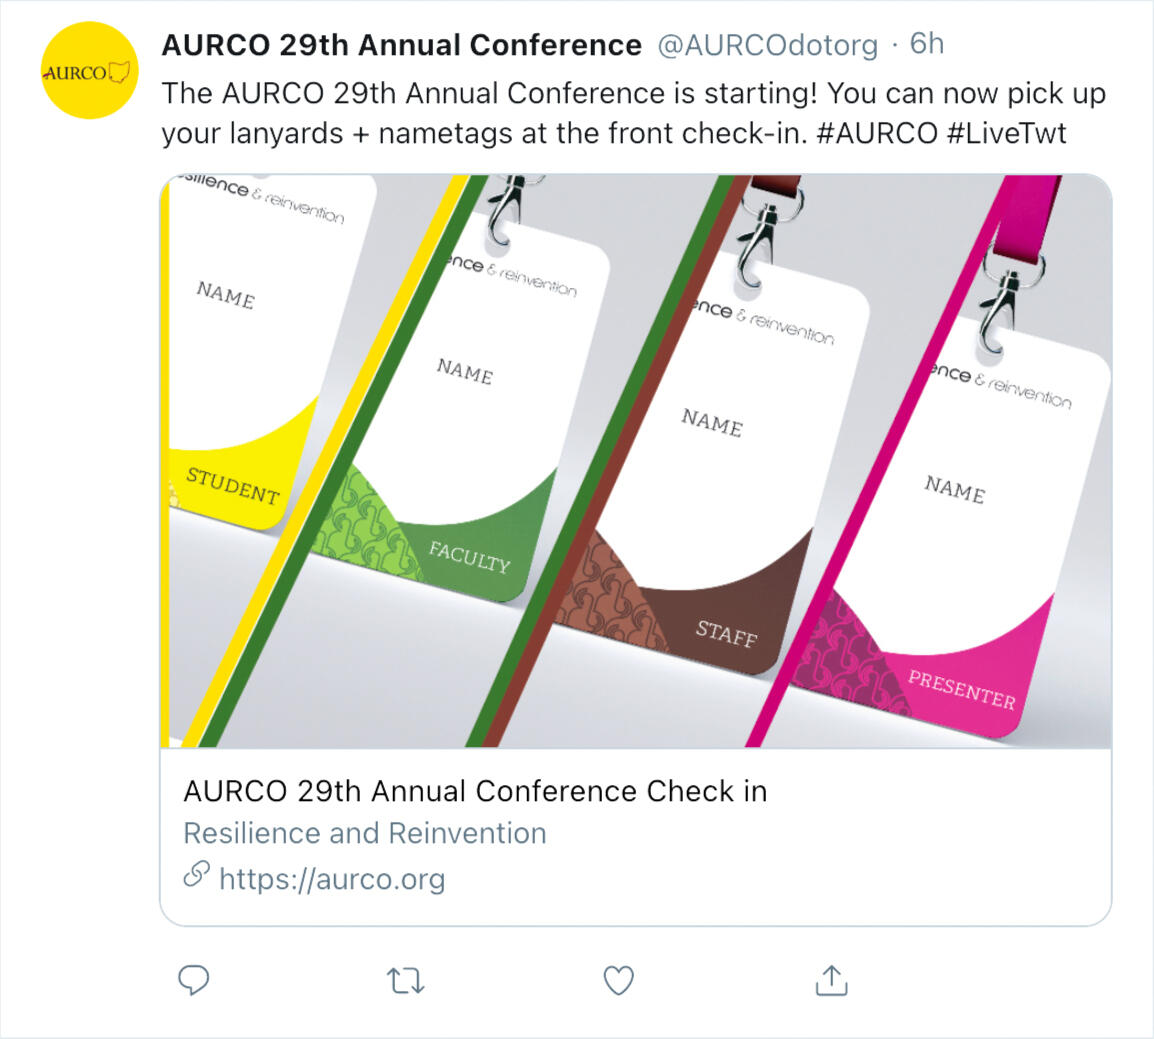 AURCO
AURCO 29th Annual Conference @AURCOdotorg · 6h
The AURCO 29th Annual Conference is starting! You can now pick up
your lanyards + nametags at the front check-in. #AURCO #LiveTwt
silience & reinvention
NAME
STUDENT
ence & reinvention
NAME
FACULTY
ence & reinvention
NAME
STAFF
ence & reinvention
NAME
PRESENTER
AURCO 29th Annual Conference Check in
Resilience and Reinvention
https://aurco.org